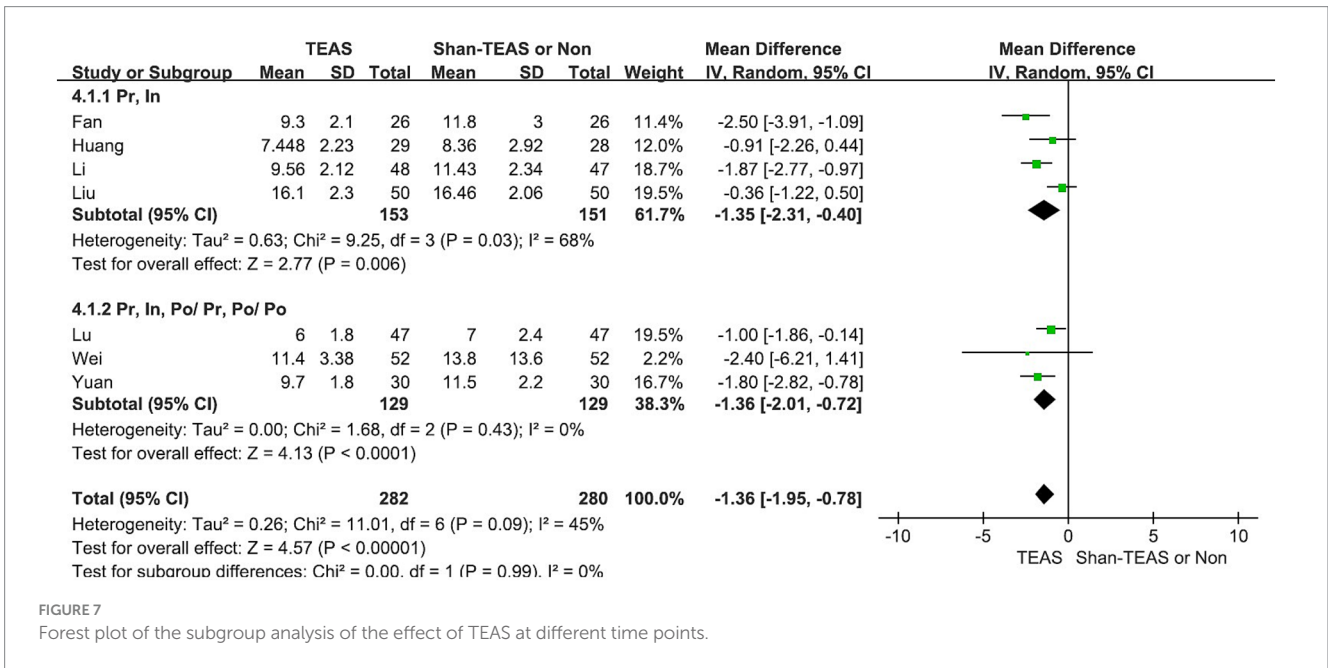 TEAS Shan-TEAS or Non Mean Difference Mean Difference
Study or Subgroup Mean SD Total Mean SD Total Weight IV, Random, 95% CI IV, Random, 95% CI
4.1.1 Pr, In
Fan 9.3 2.1 26 11.8 3 26 11.4% -2.50 [-3.91, -1.09]
Huang 7.448 2.23 29 8.36 2.92 28 12.0% -0.91 [-2.26, 0.44]
Li 9.56 2.12 48 11.43 2.34 47 18.7% -1.87 [-2.77, -0.97]
Liu 16.1 2.3 50 16.46 2.06 50 19.5% -0.36 [-1.22, 0.50]
Subtotal (95% CI) 153 151 61.7% -1.35 [-2.31, -0.40]
Heterogeneity: Tau² = 0.63; Chi² = 9.25, df = 3 (P = 0.03); I² = 68%
Test for overall effect: Z = 2.77 (P = 0.006)
4.1.2 Pr, In, Po/ Pr, Po/ Po
Lu 6 1.8 47 7 2.4 47 19.5% -1.00 [-1.86, -0.14]
Wei 11.4 3.38 52 13.8 13.6 52 2.2% -2.40 [-6.21, 1.41]
Yuan 9.7 1.8 30 11.5 2.2 30 16.7% -1.80 [-2.82, -0.78]
Subtotal (95% CI) 129 129 38.3% -1.36 [-2.01, -0.72]
Heterogeneity: Tau² = 0.00; Chi² = 1.68, df = 2 (P = 0.43); I² = 0%
Test for overall effect: Z = 4.13 (P < 0.0001)
Total (95% CI) 282 280 100.0% -1.36 [-1.95, -0.78]
Heterogeneity: Tau² = 0.26; Chi² = 11.01, df = 6 (P = 0.09); I² = 45%
Test for overall effect: Z = 4.57 (P < 0.00001)
Test for subgroup differences: Chi² = 0.00, df = 1 (P = 0.99), I² = 0%
-10 -5 0 5 10
TEAS Shan-TEAS or Non
FIGURE 7
Forest plot of the subgroup analysis of the effect of TEAS at different time points.